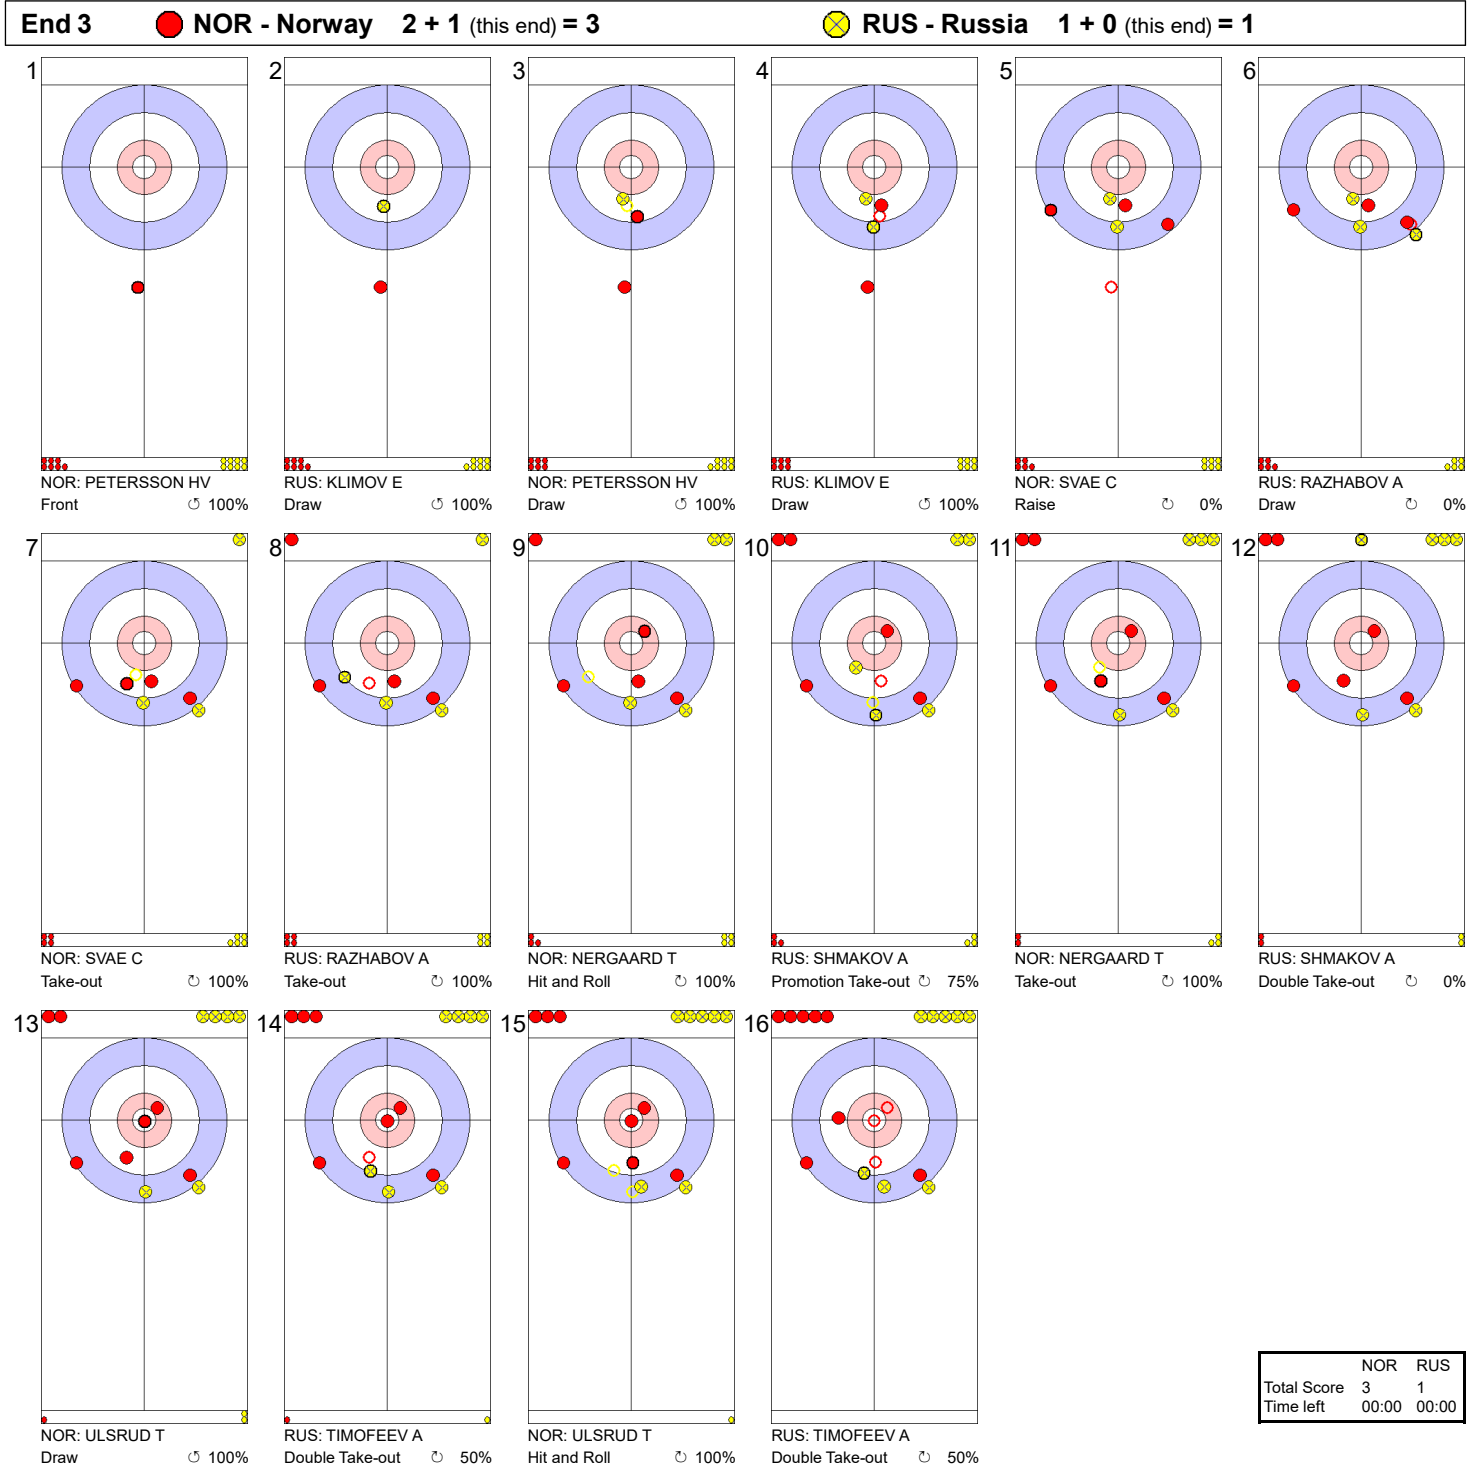 End 3 NOR - Norway 2 + 1 (this end) = 3 RUS - Russia 1 + 0 (this end) = 1
1 2 3 4 5 6
NOR: PETERSSON HV RUS: KLIMOV E NOR: PETERSSON HV RUS: KLIMOV E NOR: SVAE C RUS: RAZHABOV A
Front ↺ 100% Draw ↺ 100% Draw ↻ 100% Draw ↺ 100% Raise ↻ 0% Draw ↻ 0%
7 8 9 10 11 12
NOR: SVAE C RUS: RAZHABOV A NOR: NERGAARD T RUS: SHMAKOV A NOR: NERGAARD T RUS: SHMAKOV A
Take-out ↻ 100% Take-out ↻ 100% Hit and Roll ↻ 100% Promotion Take-out ↺ 75% Take-out ↻ 100% Double Take-out ↻ 0%
13 14 15 16
NOR: ULSRUD T RUS: TIMOFEEV A NOR: ULSRUD T RUS: TIMOFEEV A
Draw ↺ 100% Double Take-out ↻ 50% Hit and Roll ↻ 100% Double Take-out ↻ 50%
NOR RUS
Total Score 3 1
Time left 00:00 00:00